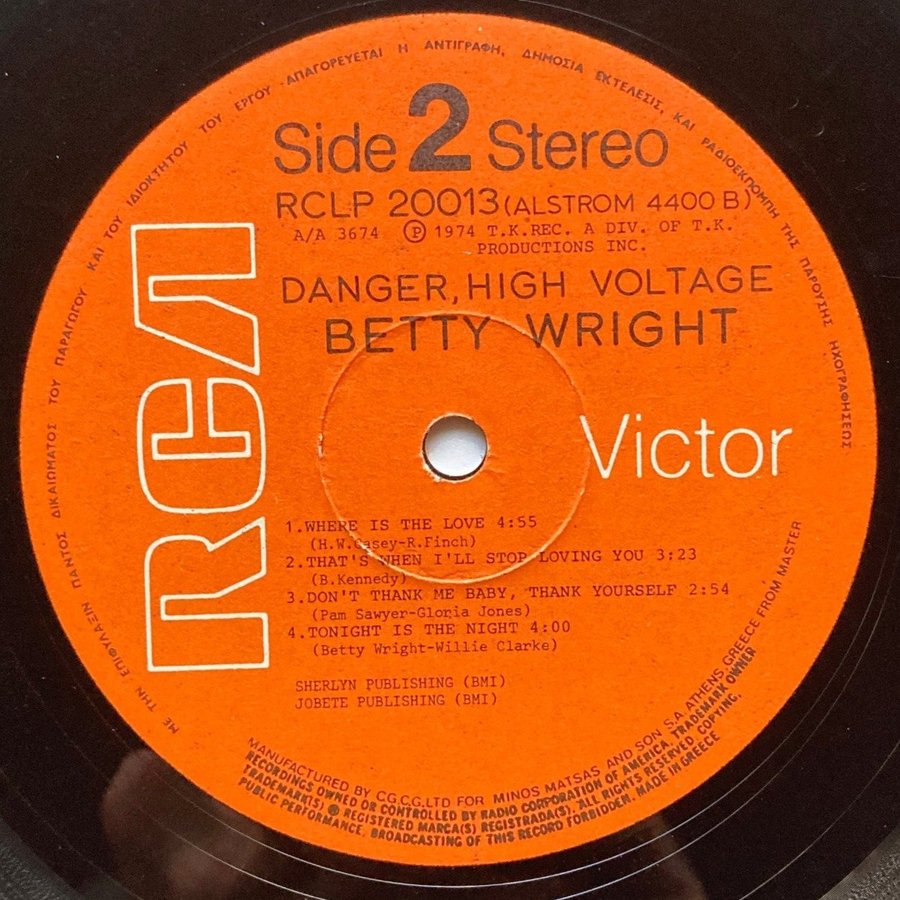 ΜΕ ΤΗΝ ΕΠΙΦΥΛΑΞΙΝ ΠΑΝΤΟΣ ΔΙΚΑΙΩΜΑΤΟΣ ΤΟΥ ΠΑΡΑΓΩΓΟΥ ΚΑΙ ΤΟΥ ΙΔΙΟΚΤΗΤΟΥ ΤΟΥ ΕΡΓΟΥ ΑΠΑΓΟΡΕΥΕΤΑΙ Η ΑΝΤΙΓΡΑΦΗ, ΔΗΜΟΣΙΑ ΕΚΤΕΛΕΣΙΣ, ΚΑΙ ΡΑΔΙΟΕΚΠΟΜΠΗ ΤΗΣ ΠΑΡΟΥΣΗΣ ΗΧΟΓΡΑΦΗΣΕΩΣ
Side 2 Stereo
RCLP 20013 (ALSTROM 4400 B)
A/A 3674 Ⓟ 1974 T.K.REC. A DIV. OF T.K.
PRODUCTIONS INC.
DANGER, HIGH VOLTAGE
BETTY WRIGHT
RCA
Victor
1.WHERE IS THE LOVE 4:55
(H.W.Casey-R.Finch)
2.THAT'S WHEN I'LL STOP LOVING YOU 3:23
(B.Kennedy)
3.DON'T THANK ME BABY, THANK YOURSELF 2:54
(Pam Sawyer-Gloria Jones)
4.TONIGHT IS THE NIGHT 4:00
(Betty Wright-Willie Clarke)
SHERLYN PUBLISHING (BMI)
JOBETE PUBLISHING (BMI)
MANUFACTURED BY C.G.C.G.LTD FOR MINOS MATSAS AND SON S.A. ATHENS GREECE FROM MASTER
RECORDINGS OWNED OR CONTROLLED BY RADIO CORPORATION OF AMERICA, TRADEMARK OWNER
TRADEMARK(S) ® REGISTERED MARCA(S) REGISTRADA(S). ALL RIGHTS RESERVED COPYING,
PUBLIC PERFORMANCE, BROADCASTING OF THIS RECORD FORBIDDEN. MADE IN GREECE